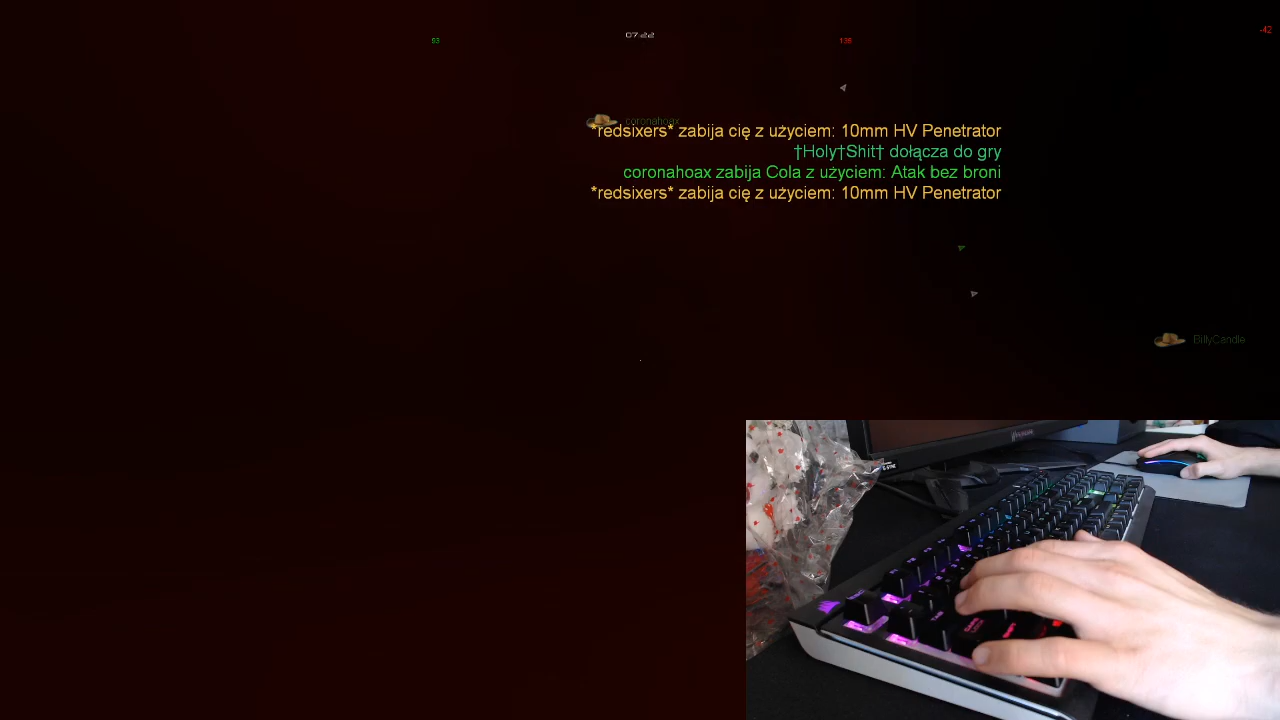 53
07:22
138
-42
coronahoax
*redsixers* zabija cię z użyciem: 10mm HV Penetrator
†Holy†Shit† dołącza do gry
coronahoax zabija Cola z użyciem: Atak bez broni
*redsixers* zabija cię z użyciem: 10mm HV Penetrator
BillyCandle